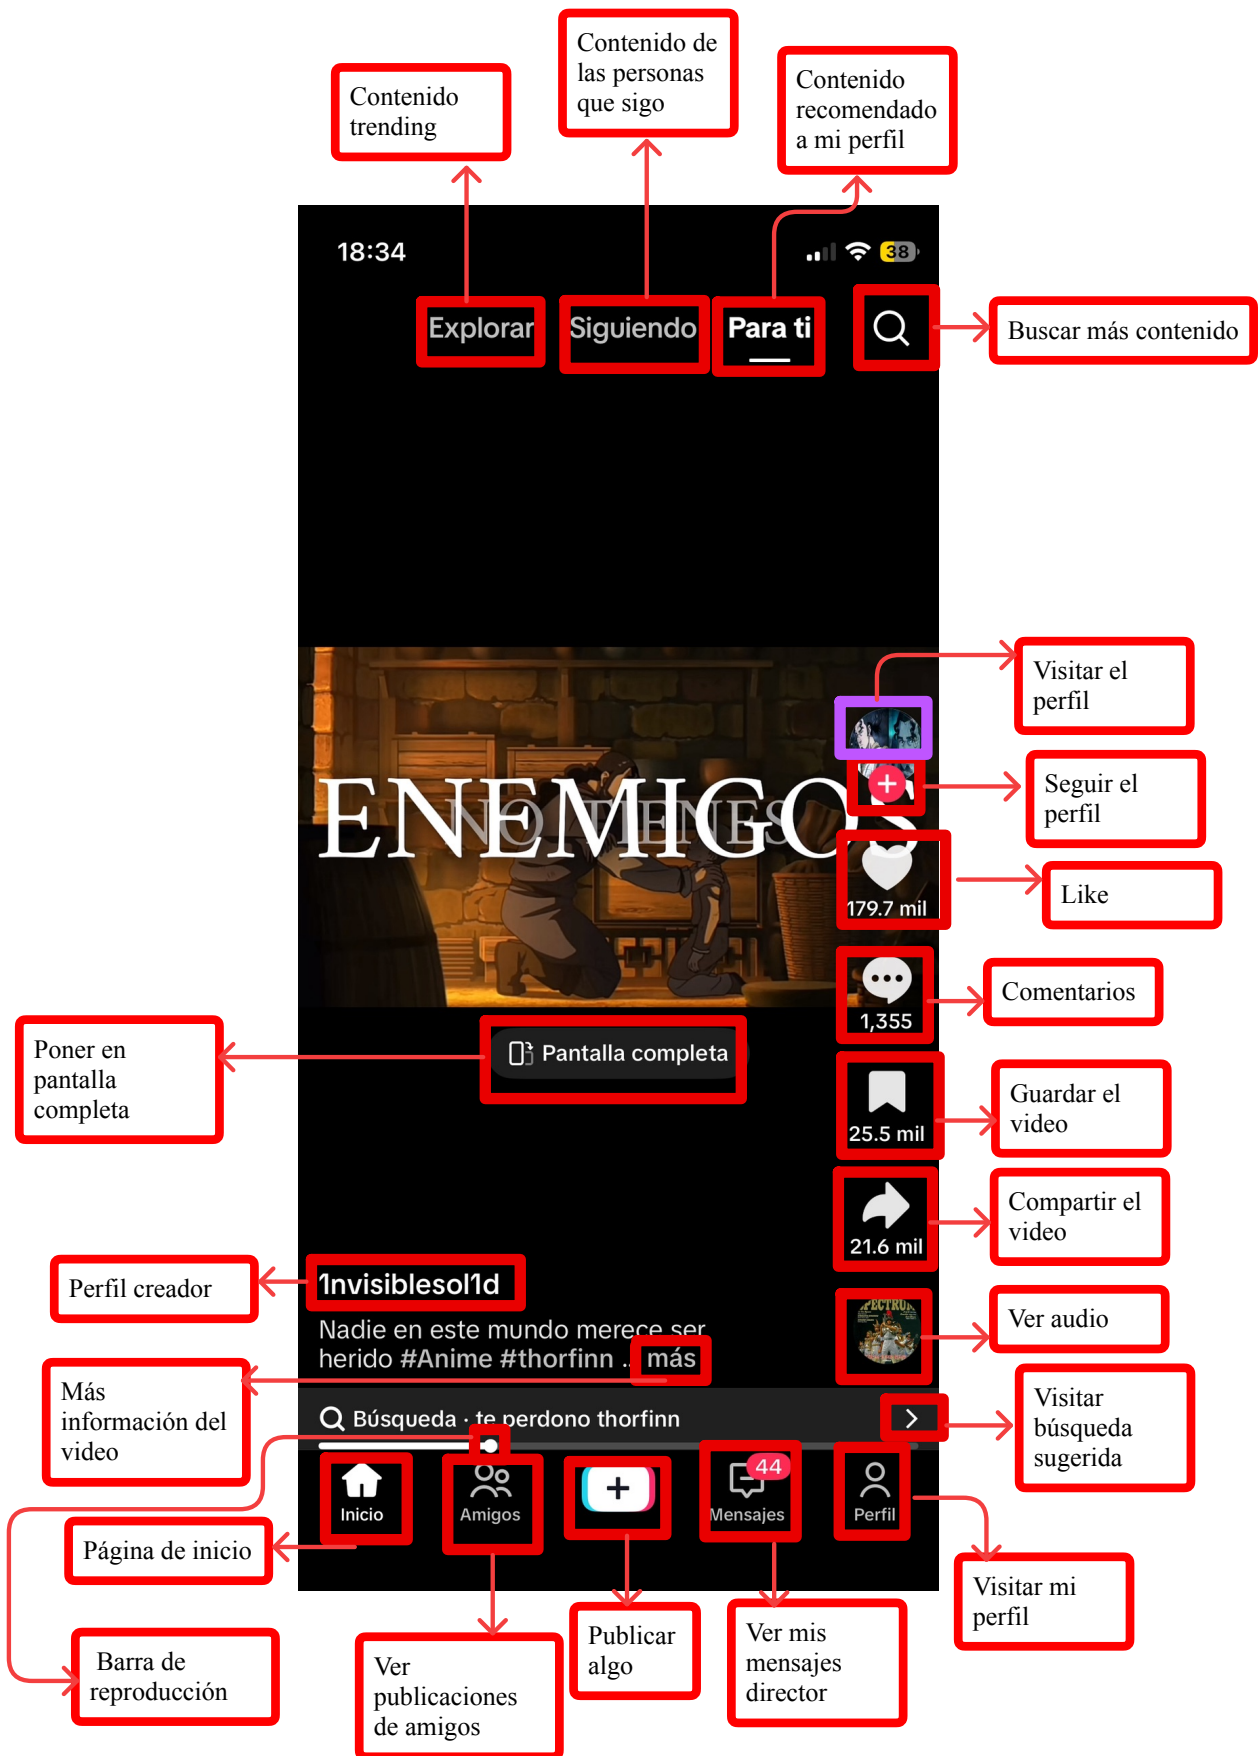 Contenido de
las personas
que sigo
Contenido
trending
Contenido
recomendado
a mi perfil
18:34
38
Explorar
Siguiendo
Para ti
Buscar más contenido
Visitar el
perfil
Seguir el
perfil
ENEMIGOS
NO TIENES
179.7 mil
Like
1,355
Comentarios
Poner en
pantalla
completa
Pantalla completa
25.5 mil
Guardar el
video
21.6 mil
Compartir el
video
Perfil creador
1nvisiblesol1d
Ver audio
Nadie en este mundo merece ser
herido #Anime #thorfinn ... más
Más
información del
video
Búsqueda · te perdono thorfinn
Visitar
búsqueda
sugerida
Inicio
Amigos
44
Mensajes
Perfil
Página de inicio
Visitar mi
perfil
Barra de
reproducción
Ver
publicaciones
de amigos
Publicar
algo
Ver mis
mensajes
director